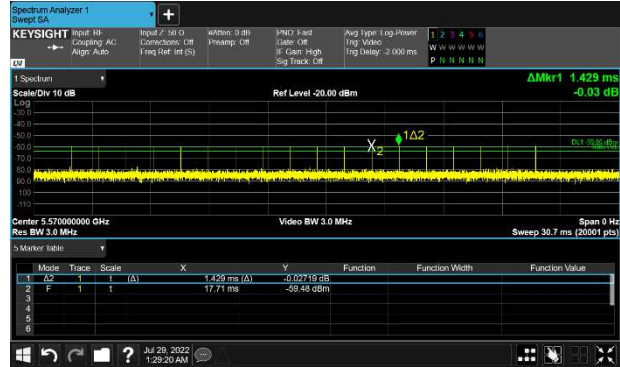 Spectrum Analyzer 1
Swept SA
+
KEYSIGHT
Input: RF
Coupling: AC
Align: Auto
Input Z: 50 Ω
Corrections: Off
Freq Ref: Int (S)
#Atten: 0 dB
Preamp: Off
PNO: Fast
Gate: Off
IF Gain: High
Sig Track: Off
Avg Type: Log-Power
Trig: Video
Trig Delay: -2.000 ms
1 2 3 4 5 6
W W W W W W
P N N N N N
1 Spectrum
ΔMkr1 1.429 ms
-0.03 dB
Scale/Div 10 dB
Ref Level -20.00 dBm
Log
-30.0
-40.0
-50.0
-60.0
-70.0
-80.0
-90.0
-100
-110
X2
1Δ2
Center 5.570000000 GHz
Video BW 3.0 MHz
Span 0 Hz
Res BW 3.0 MHz
Sweep 30.7 ms (20001 pts)
5 Marker Table
Mode Trace Scale X Y Function Function Width Function Value
1 Δ2 1 t (Δ) 1.429 ms (Δ) -0.02719 dB
2 F 1 t 17.71 ms -59.48 dBm
3
4
5
6
?
Jul 29, 2022
1:29:20 AM